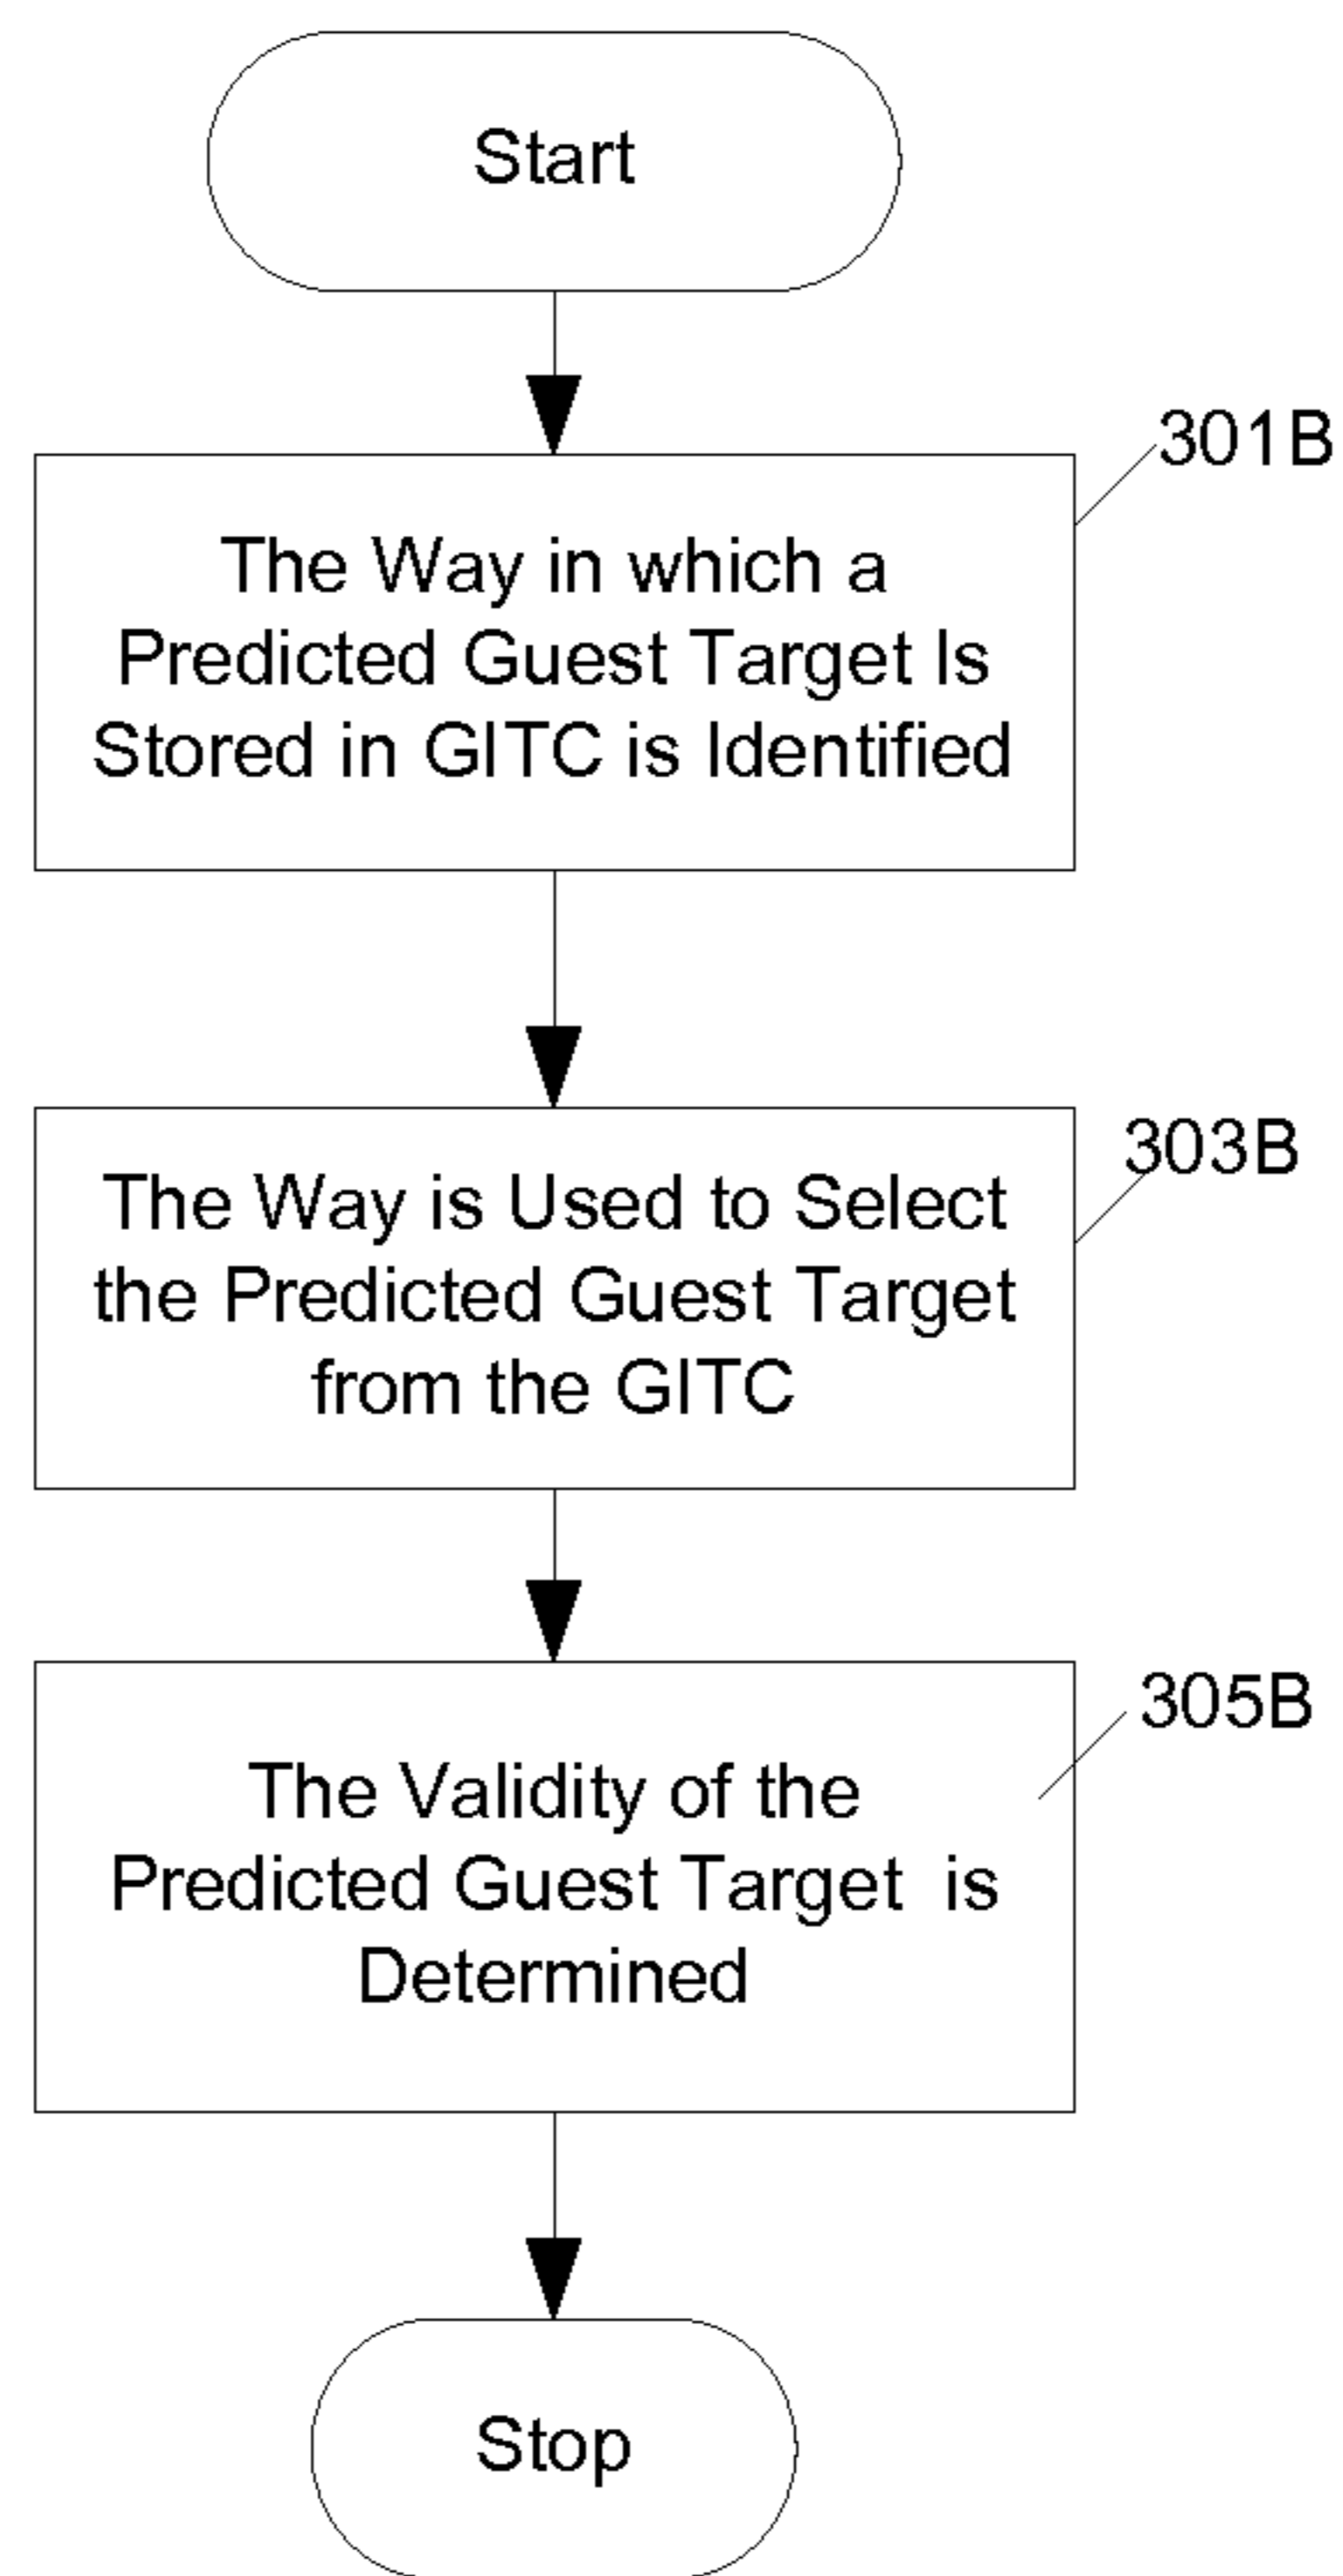 Start
301B
The Way in which a
Predicted Guest Target Is
Stored in GITC is Identified
303B
The Way is Used to Select
the Predicted Guest Target
from the GITC
305B
The Validity of the
Predicted Guest Target is
Determined
Stop